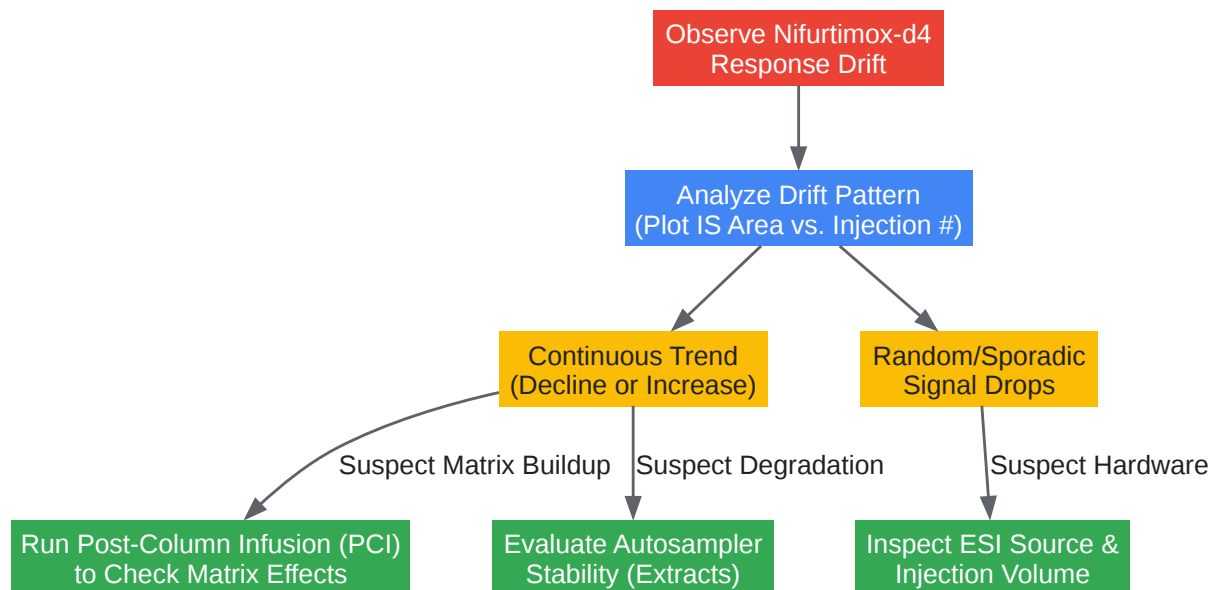 Observe Nifurtimox-d4
Response Drift
Analyze Drift Pattern
(Plot IS Area vs. Injection #)
Continuous Trend
(Decline or Increase)
Random/Sporadic
Signal Drops
Suspect Matrix Buildup
Suspect Degradation
Suspect Hardware
Run Post-Column Infusion (PCI)
to Check Matrix Effects
Evaluate Autosampler
Stability (Extracts)
Inspect ESI Source &
Injection Volume